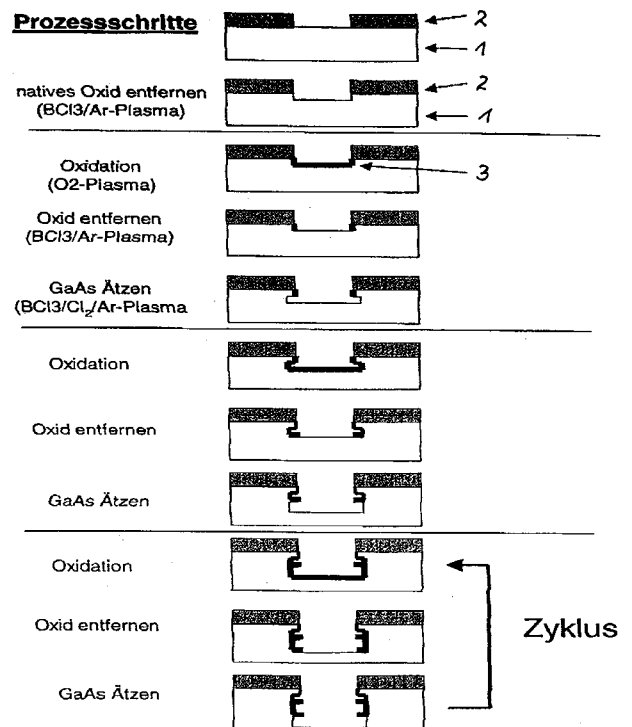 Prozessschritte
2
1
natives Oxid entfernen
(BCl3/Ar-Plasma)
2
1
Oxidation
(O2-Plasma)
3
Oxid entfernen
(BCl3/Ar-Plasma)
GaAs Ätzen
(BCl3/Cl₂/Ar-Plasma
Oxidation
Oxid entfernen
GaAs Ätzen
Oxidation
Oxid entfernen
Zyklus
GaAs Ätzen